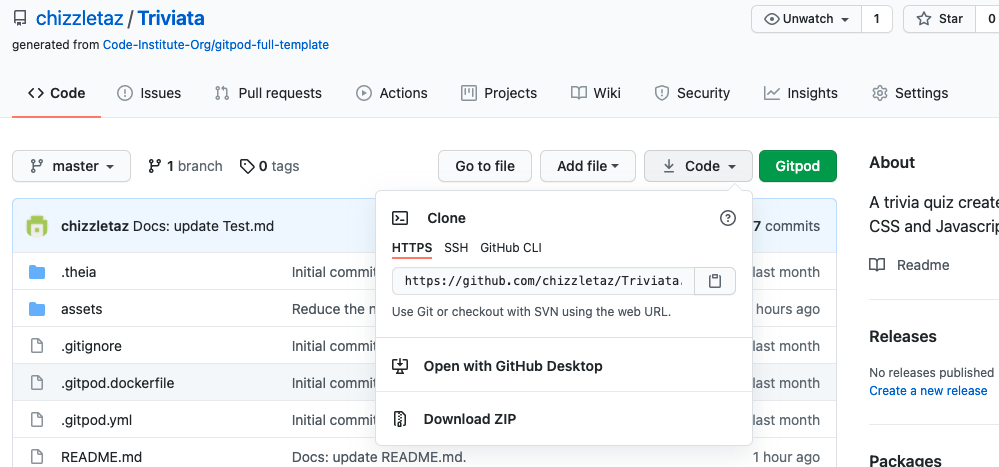 chizzletaz / Triviata
Unwatch 1 Star 0
generated from Code-Institute-Org/gitpod-full-template
Code Issues Pull requests Actions Projects Wiki Security Insights Settings
master 1 branch 0 tags Go to file Add file Code Gitpod
About
A trivia quiz create
CSS and Javascrip
Readme
Releases
No releases published
Create a new release
Packages
chizzletaz Docs: update Test.md 7 commits
.theia Initial commit last month
assets Reduce the n hours ago
.gitignore Initial commit last month
.gitpod.dockerfile Initial commit last month
.gitpod.yml Initial commit last month
README.md Docs: update README.md. 1 hour ago
Clone
HTTPS SSH GitHub CLI
https://github.com/chizzletaz/Triviata.
Use Git or checkout with SVN using the web URL.
Open with GitHub Desktop
Download ZIP